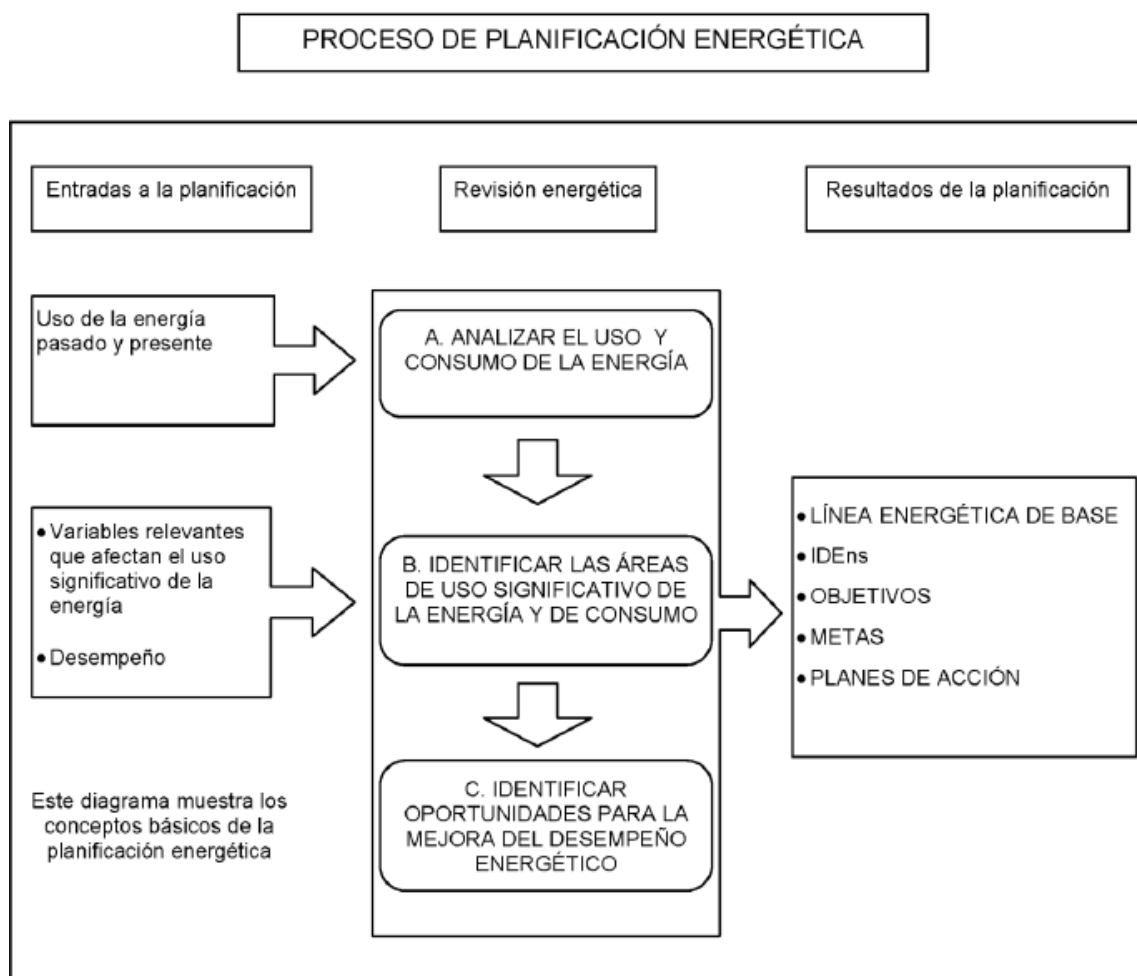 PROCESO DE PLANIFICACIÓN ENERGÉTICA
Entradas a la planificación
Revisión energética
Resultados de la planificación
Uso de la energía
pasado y presente
A. ANALIZAR EL USO Y
CONSUMO DE LA ENERGÍA
• Variables relevantes
que afectan el uso
significativo de la
energía
• Desempeño
B. IDENTIFICAR LAS ÁREAS
DE USO SIGNIFICATIVO DE
LA ENERGÍA Y DE CONSUMO
• LÍNEA ENERGÉTICA DE BASE
• IDEns
• OBJETIVOS
• METAS
• PLANES DE ACCIÓN
C. IDENTIFICAR
OPORTUNIDADES PARA LA
MEJORA DEL DESEMPEÑO
ENERGÉTICO
Este diagrama muestra los
conceptos básicos de la
planificación energética